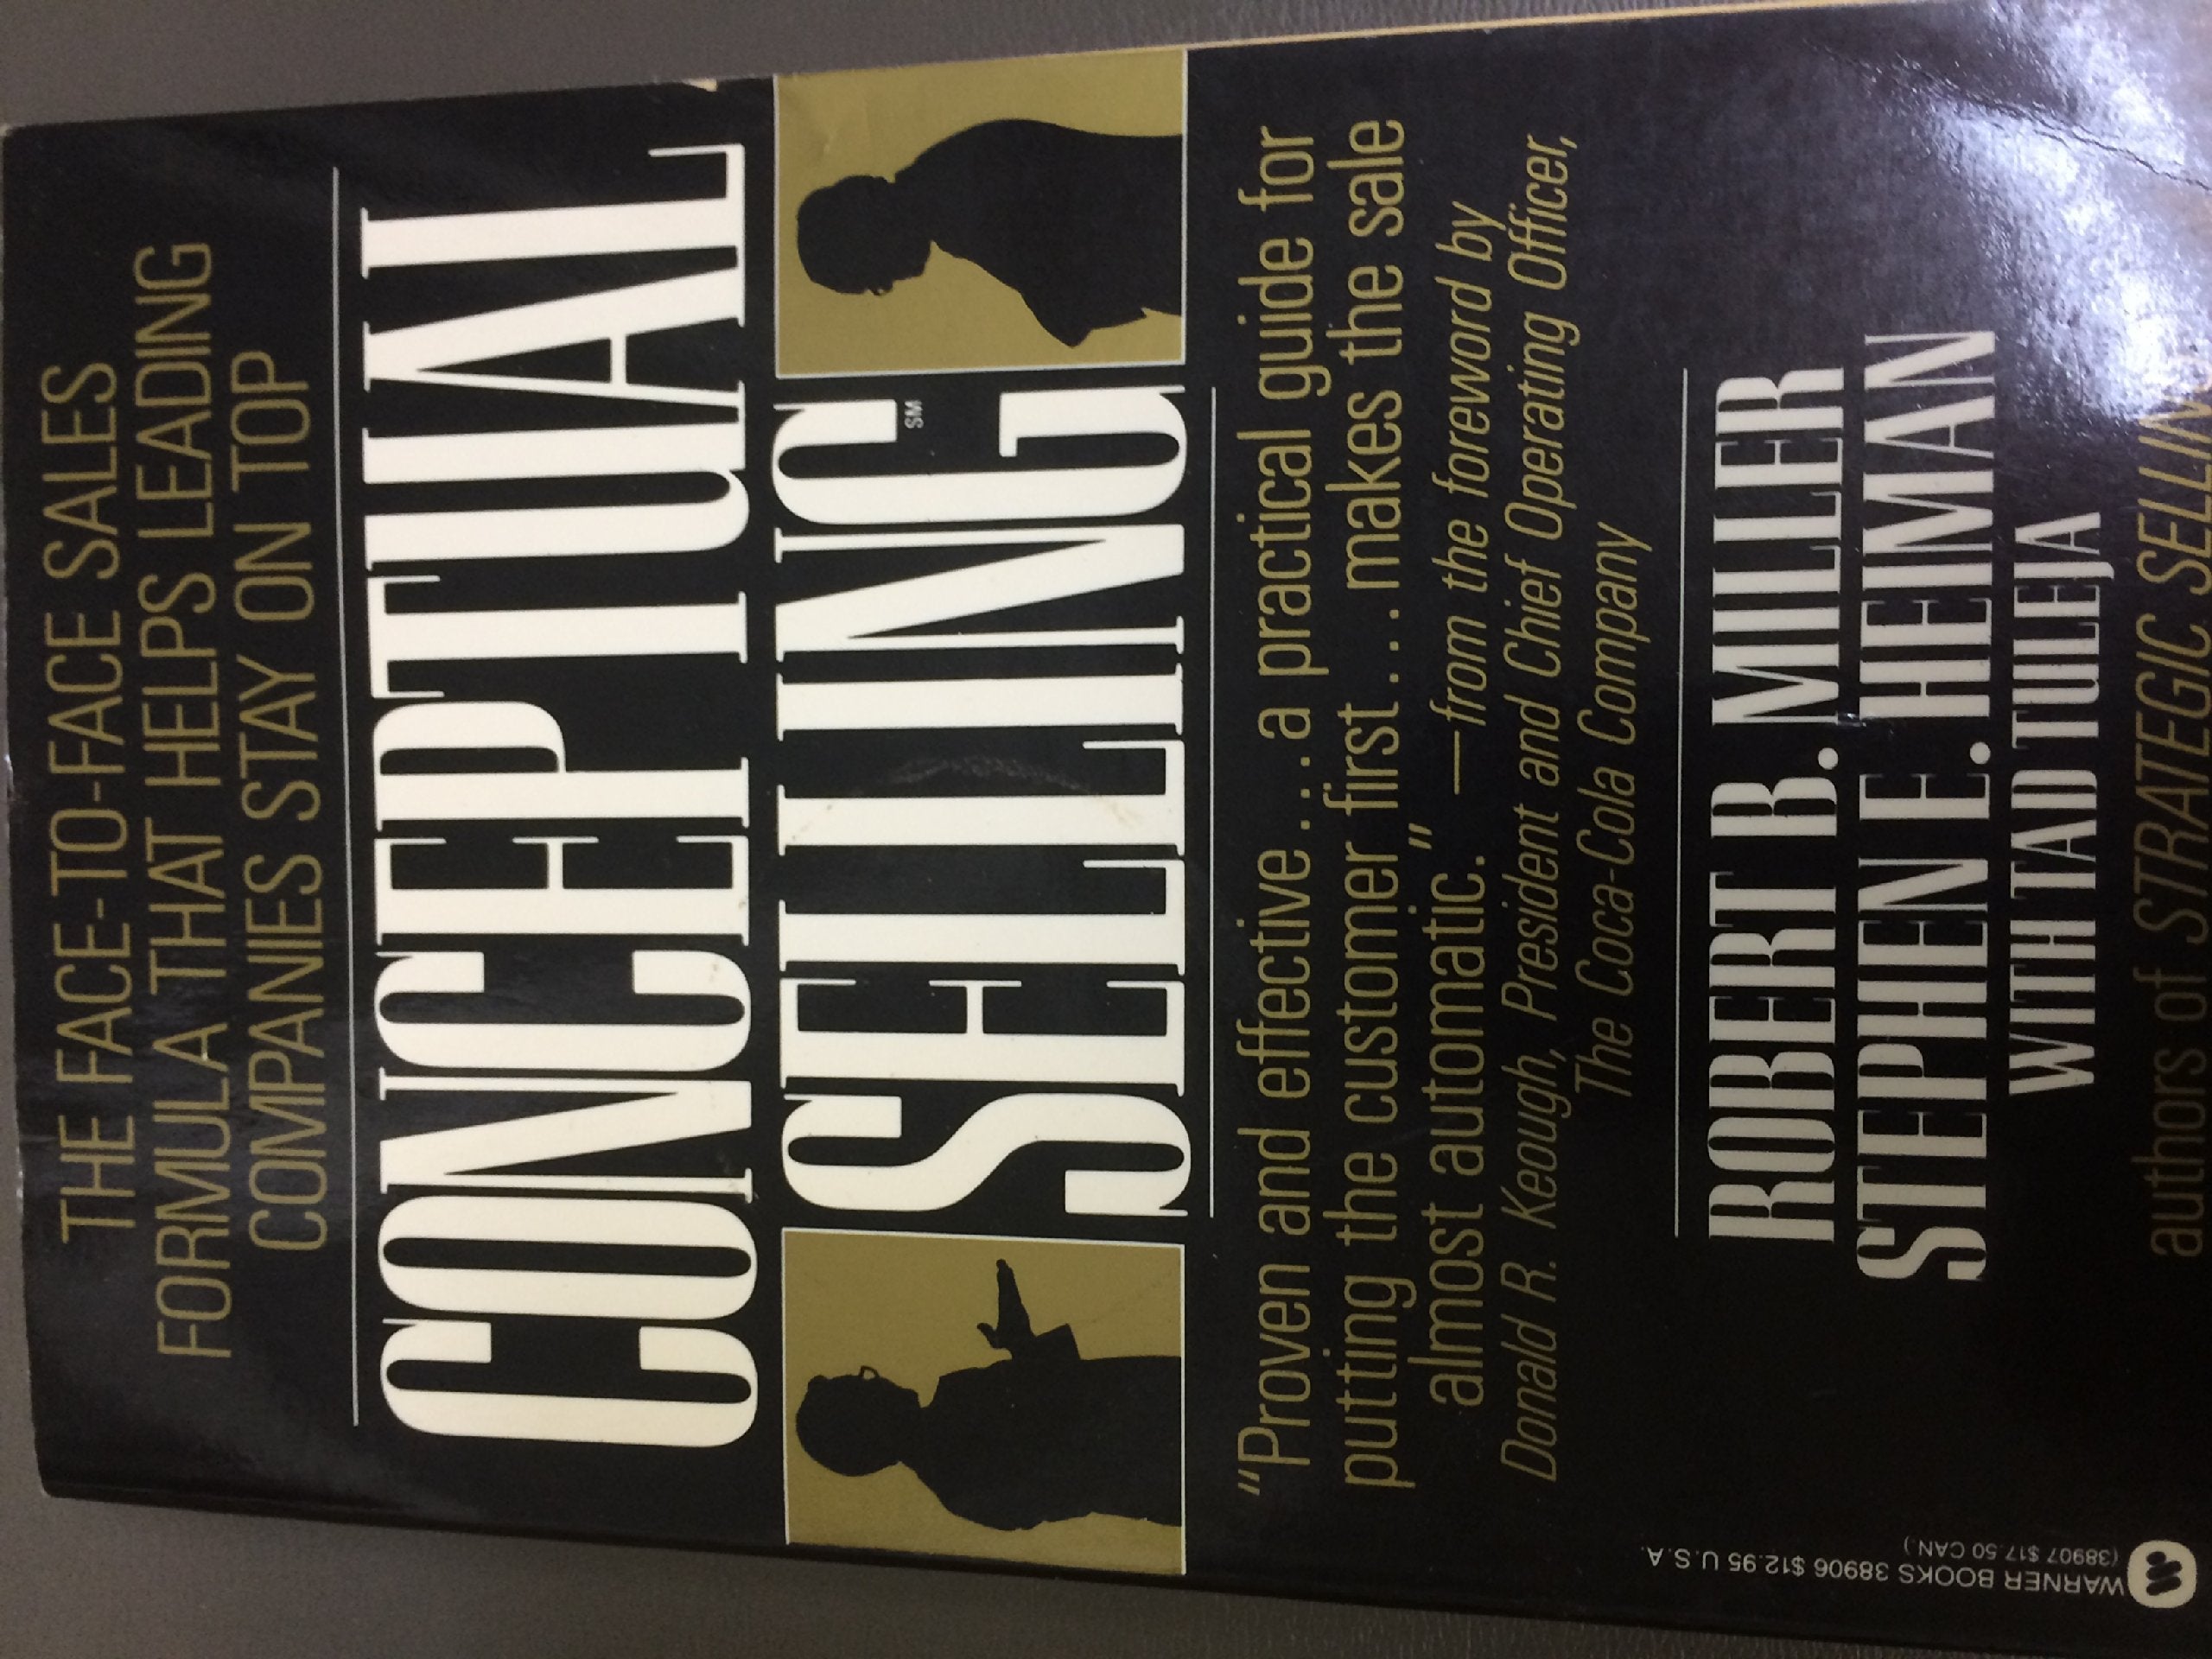 THE FACE-TO-FACE SALES
FORMULA THAT HELPS LEADING
COMPANIES STAY ON TOP
CONCEPTUAL
SELLING℠
“Proven and effective....a practical guide for
putting the customer first....makes the sale
almost automatic.” —from the foreword by
Donald R. Keough, President and Chief Operating Officer,
The Coca-Cola Company
ROBERT B. MILLER
STEPHEN E. HEIMAN
WITH TAD TULEJA
authors of STRATEGIC SELLING
WARNER BOOKS 38906 $12.95 U.S.A.
(38907 $17.50 CAN.)